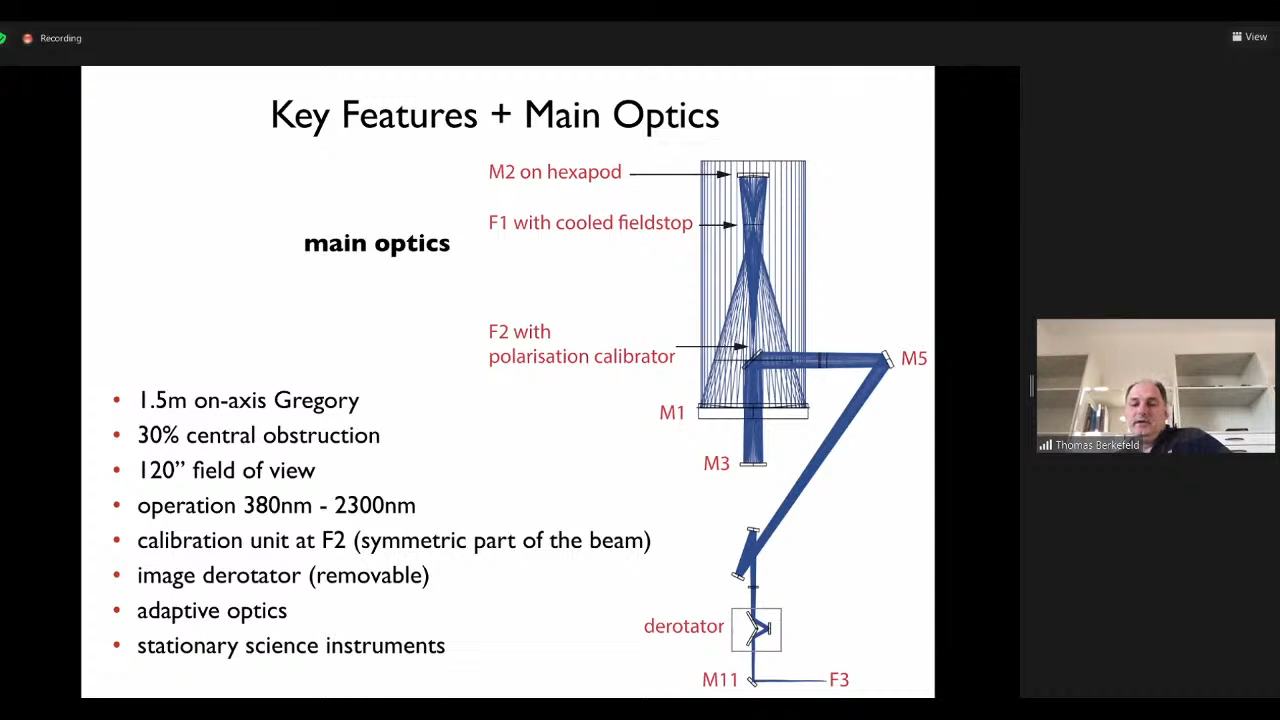 Recording
View
Key Features + Main Optics
M2 on hexapod
F1 with cooled fieldstop
main optics
F2 with
polarisation calibrator
M5
M1
M3
• 1.5m on-axis Gregory
• 30% central obstruction
• 120” field of view
• operation 380nm - 2300nm
• calibration unit at F2 (symmetric part of the beam)
• image derotator (removable)
• adaptive optics
• stationary science instruments
derotator
M11
F3
Thomas Berkefeld